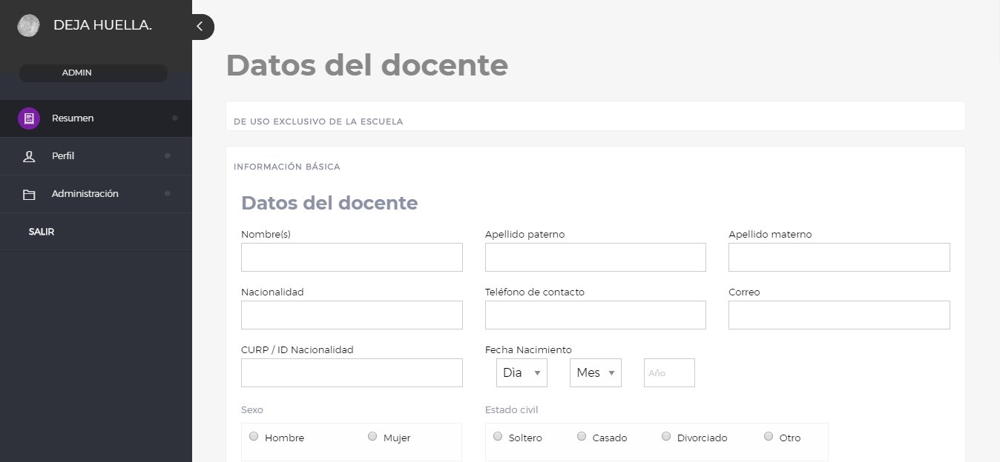 DEJA HUELLA.
ADMIN
Resumen
Perfil
Administración
SALIR
Datos del docente
DE USO EXCLUSIVO DE LA ESCUELA
INFORMACIÓN BÁSICA
Datos del docente
Nombre(s) Apellido paterno Apellido materno
Nacionalidad Teléfono de contacto Correo
CURP / ID Nacionalidad Fecha Nacimiento
Dìa Mes Año
Sexo Estado civil
Hombre Mujer Soltero Casado Divorciado Otro